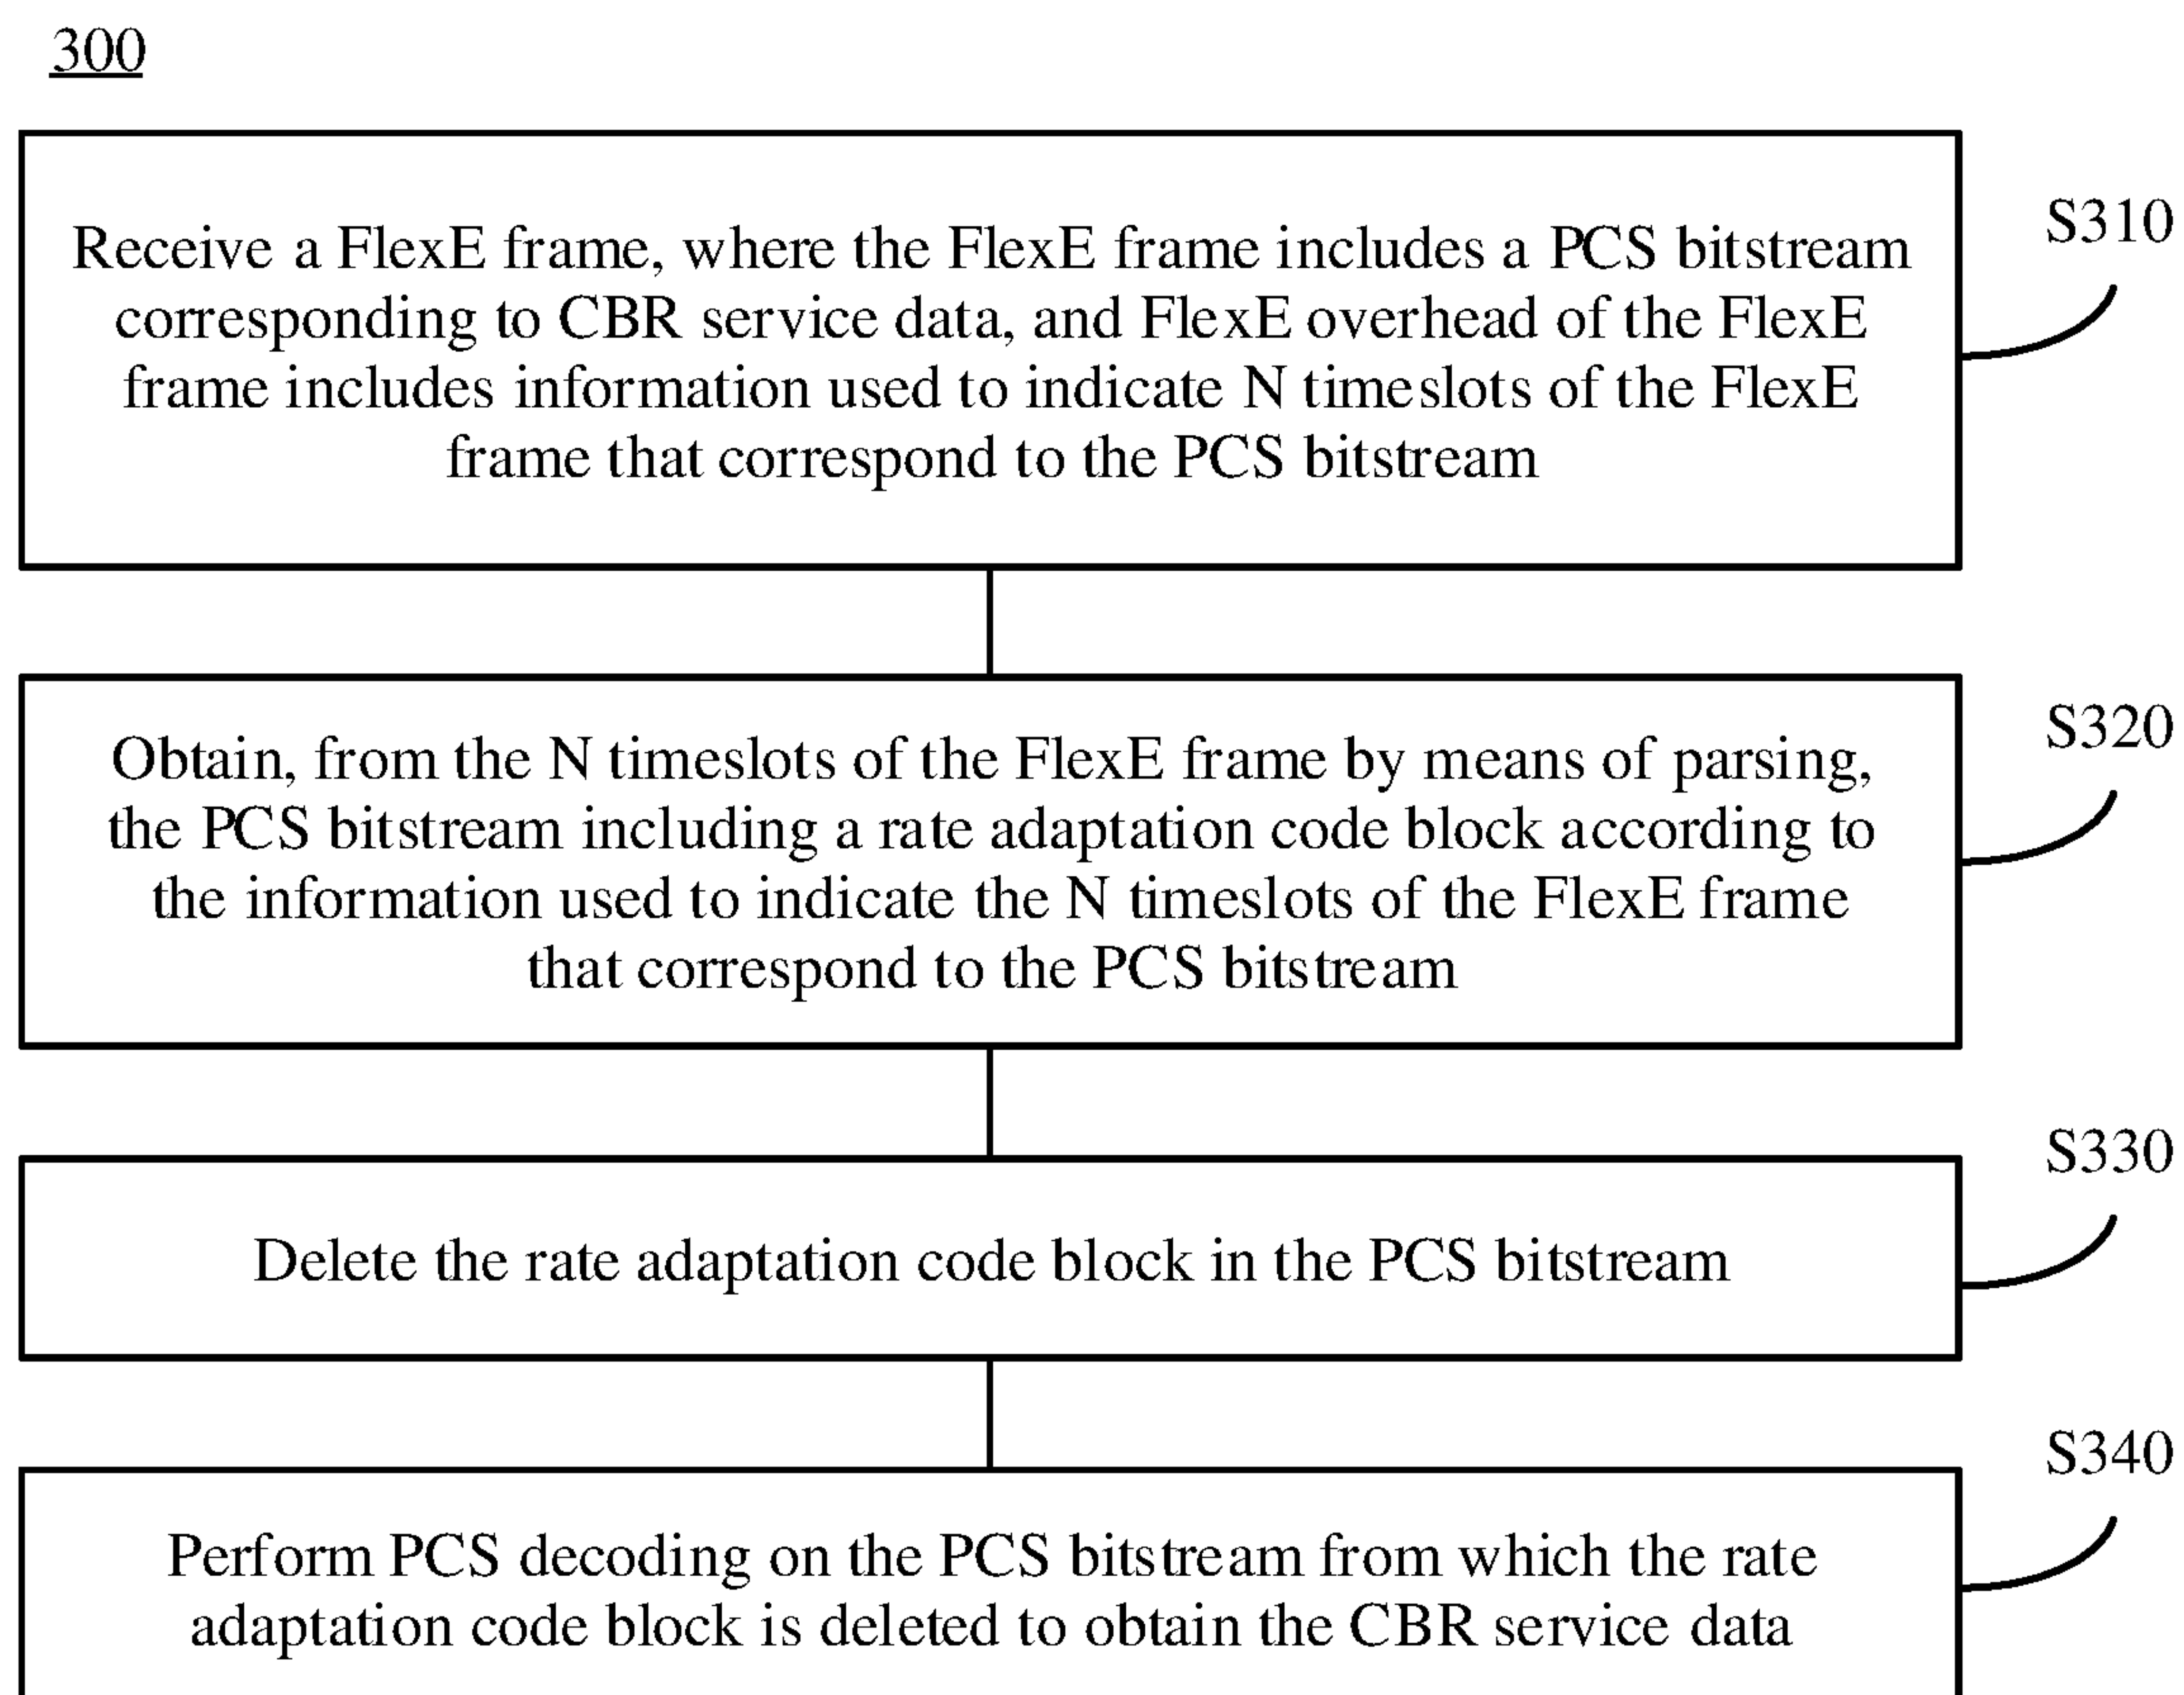 300
Receive a FlexE frame, where the FlexE frame includes a PCS bitstream
corresponding to CBR service data, and FlexE overhead of the FlexE
frame includes information used to indicate N timeslots of the FlexE
frame that correspond to the PCS bitstream
S310
Obtain, from the N timeslots of the FlexE frame by means of parsing,
the PCS bitstream including a rate adaptation code block according to
the information used to indicate the N timeslots of the FlexE frame
that correspond to the PCS bitstream
S320
Delete the rate adaptation code block in the PCS bitstream
S330
Perform PCS decoding on the PCS bitstream from which the rate
adaptation code block is deleted to obtain the CBR service data
S340